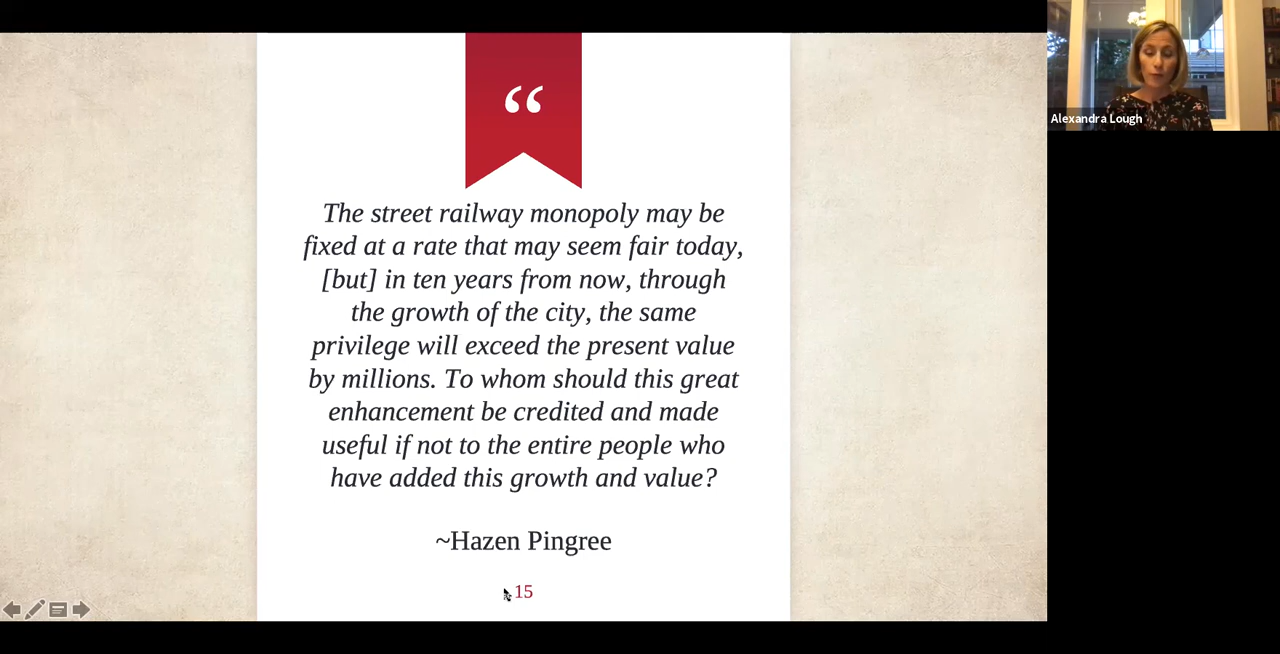 “
The street railway monopoly may be
fixed at a rate that may seem fair today,
[but] in ten years from now, through
the growth of the city, the same
privilege will exceed the present value
by millions. To whom should this great
enhancement be credited and made
useful if not to the entire people who
have added this growth and value?
~Hazen Pingree
15
Alexandra Lough